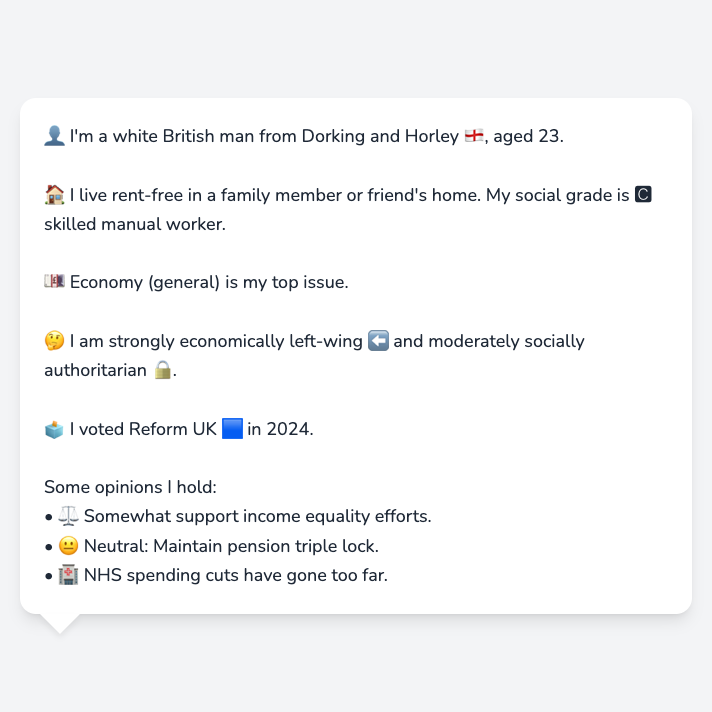 👤 I'm a white British man from Dorking and Horley 🏴󠁧󠁢󠁥󠁮󠁧󠁿, aged 23.
🏠 I live rent-free in a family member or friend's home. My social grade is 🅲
skilled manual worker.
💷 Economy (general) is my top issue.
🤔 I am strongly economically left-wing ⬅️ and moderately socially
authoritarian 🔒.
🗳️ I voted Reform UK 🟦 in 2024.
Some opinions I hold:
• ⚖️ Somewhat support income equality efforts.
• 😐 Neutral: Maintain pension triple lock.
• 🏥 NHS spending cuts have gone too far.